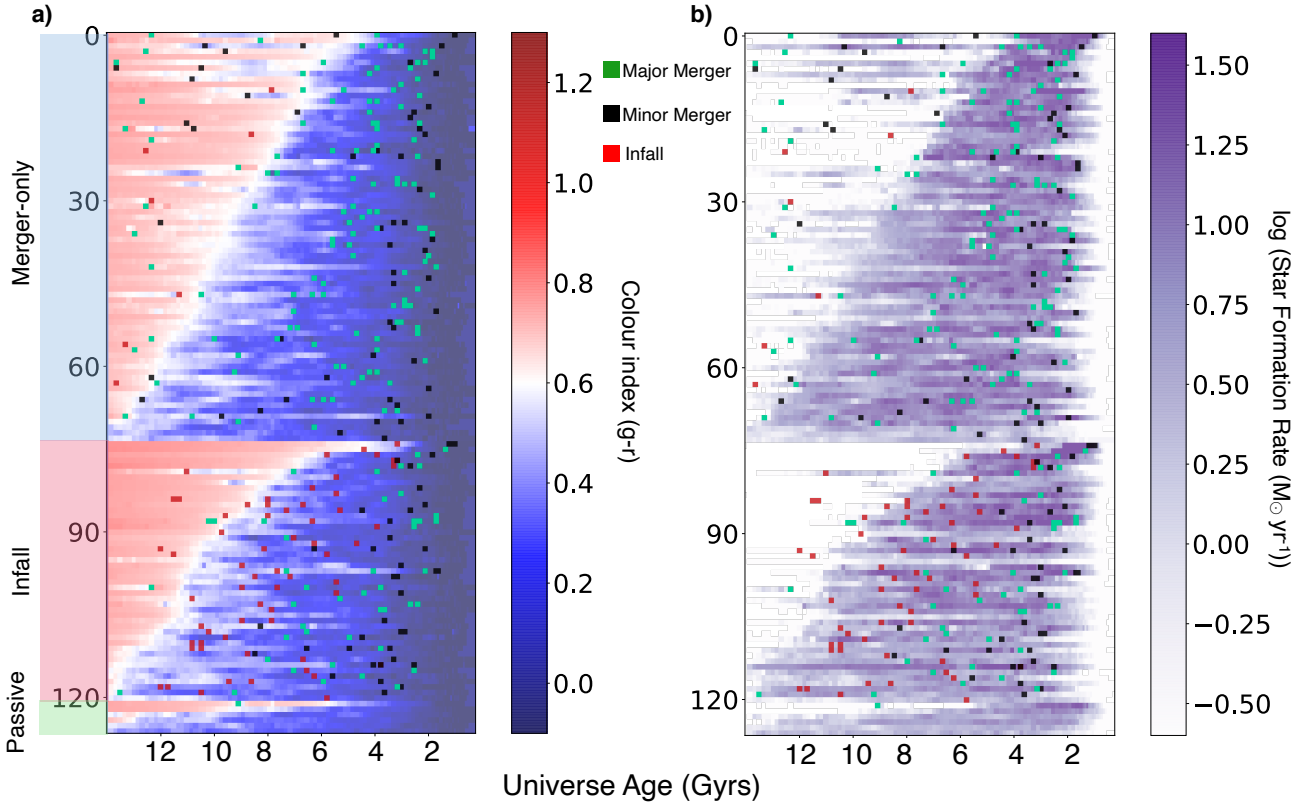 a)
b)
0
30
60
90
120
Merger-only
Infall
Passive
12 10 8 6 4 2
1.2
1.0
0.8
0.6
0.4
0.2
0.0
Colour index (g-r)
Major Merger
Minor Merger
Infall
0
30
60
90
120
12 10 8 6 4 2
1.50
1.25
1.00
0.75
0.50
0.25
0.00
−0.25
−0.50
log (Star Formation Rate (M⊙ yr⁻¹))
Universe Age (Gyrs)